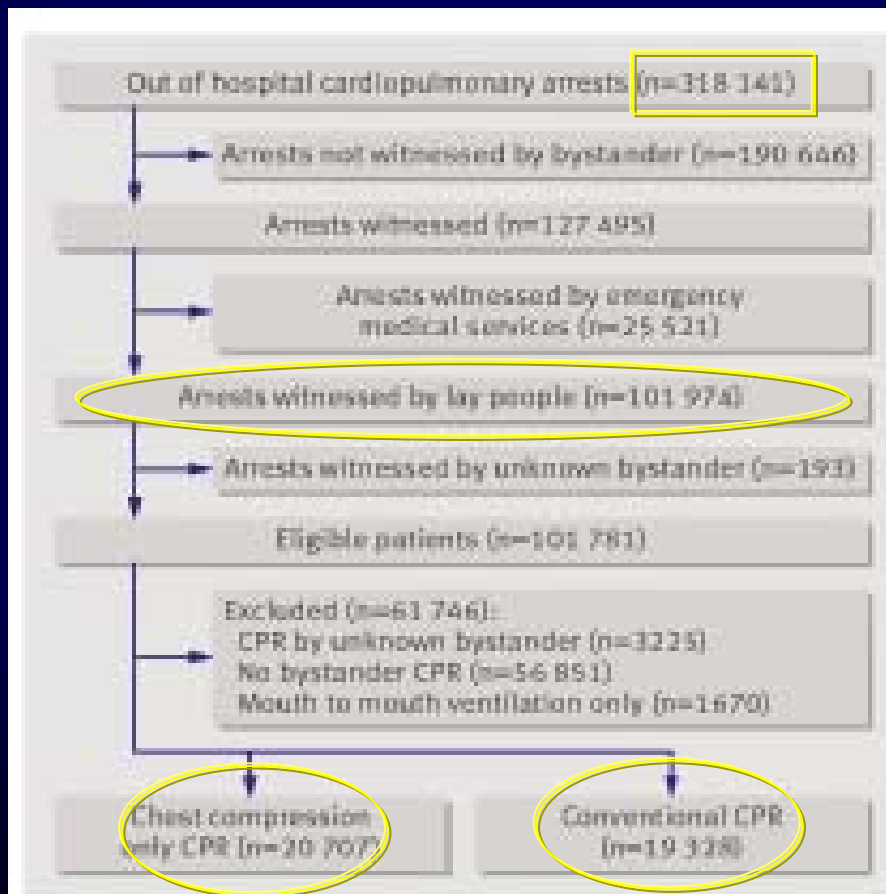 Out of hospital cardiopulmonary arrests (n=318 141)
Arrests not witnessed by bystander (n=190 646)
Arrests witnessed (n=127 495)
Arrests witnessed by emergency
medical services (n=25 521)
Arrests witnessed by lay people (n=101 974)
Arrests witnessed by unknown bystander (n=193)
Eligible patients (n=101 781)
Excluded (n=61 746):
CPR by unknown bystander (n=3225)
No bystander CPR (n=56 851)
Mouth to mouth ventilation only (n=1670)
Chest compression
only CPR (n=20 707)
Conventional CPR
(n=19 328)